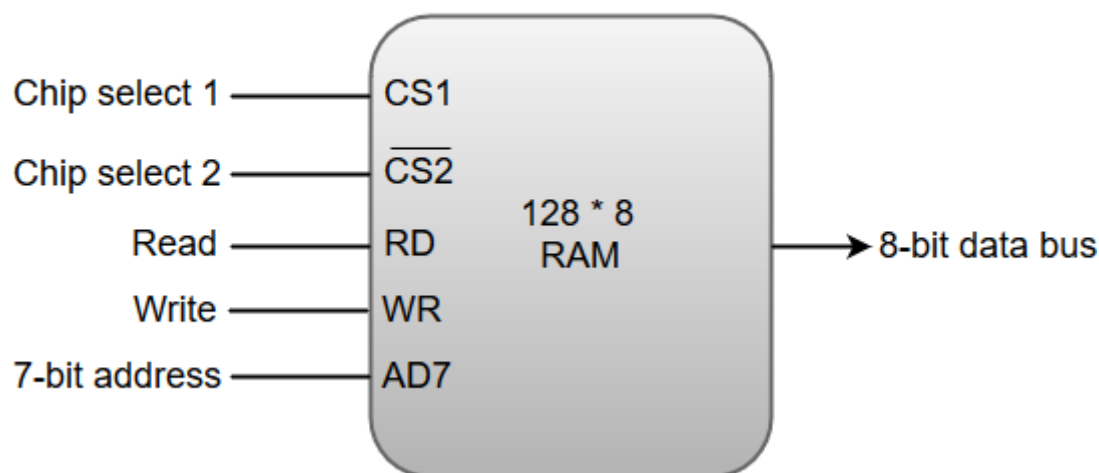 Chip select 1
CS1
Chip select 2
C̅S̅2̅
Read
RD
Write
WR
7-bit address
AD7
128 * 8
RAM
8-bit data bus